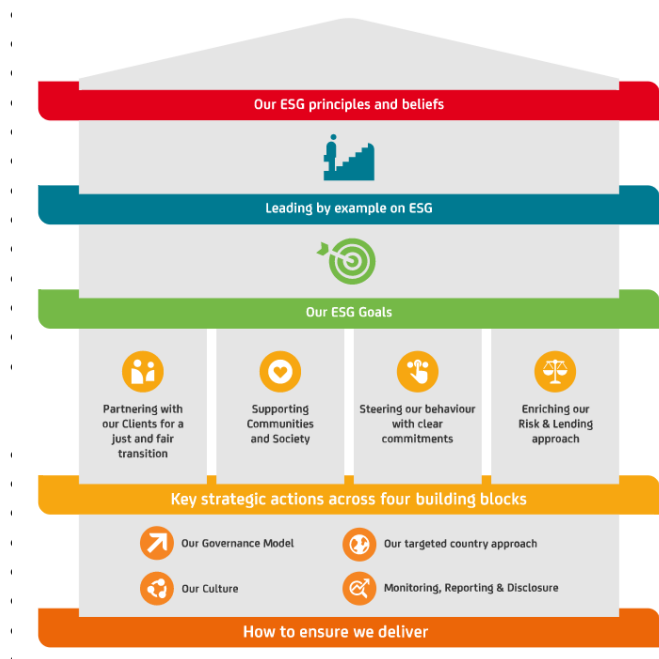 Our ESG principles and beliefs
Leading by example on ESG
Our ESG Goals
Partnering with
our Clients for a
just and fair
transition
Supporting
Communities
and Society
Steering our behaviour
with clear
commitments
Enriching our
Risk & Lending
approach
Key strategic actions across four building blocks
Our Governance Model
Our targeted country approach
Our Culture
Monitoring, Reporting & Disclosure
How to ensure we deliver